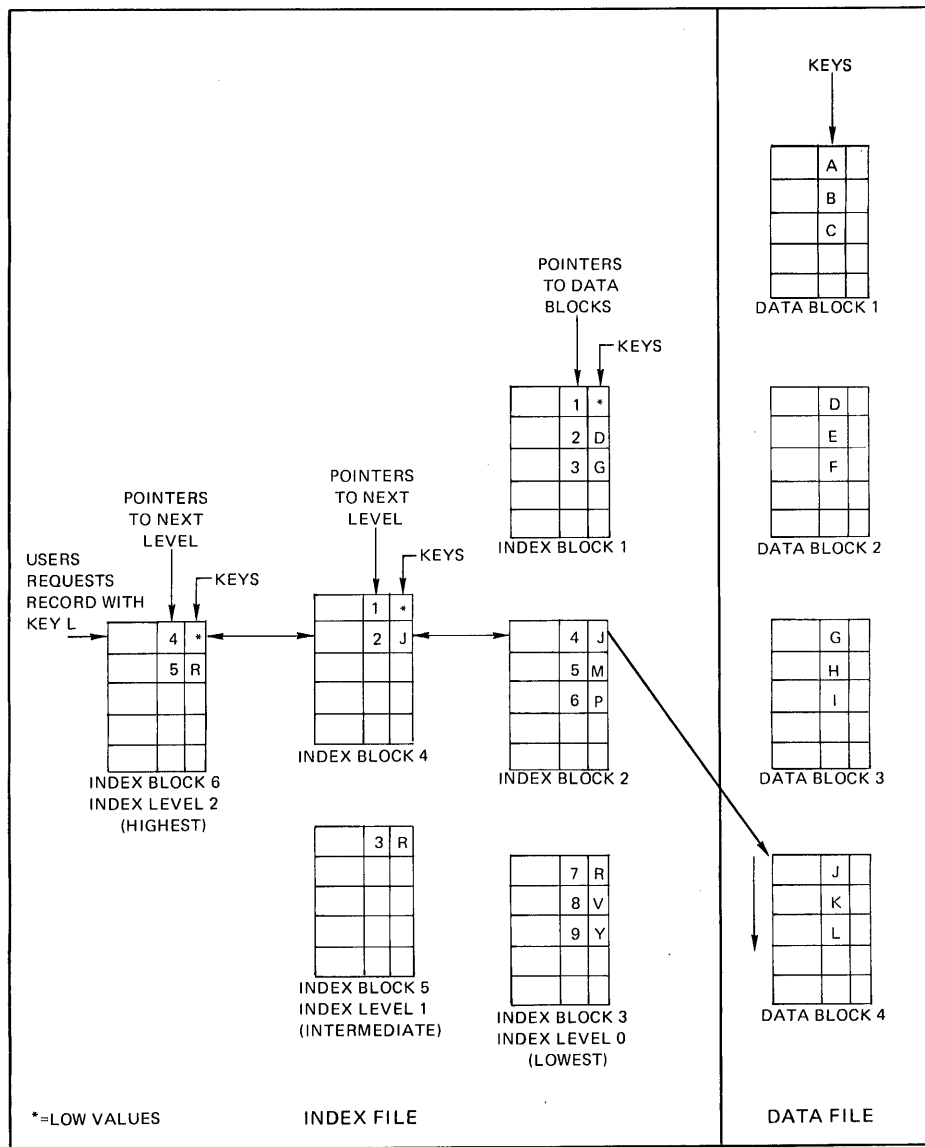 KEYS
A
B
C
DATA BLOCK 1
POINTERS
TO DATA
BLOCKS
KEYS
1 *
2 D
3 G
INDEX BLOCK 1
D
E
F
DATA BLOCK 2
POINTERS
TO NEXT
LEVEL
KEYS
1 *
2 J
INDEX BLOCK 4
POINTERS
TO NEXT
LEVEL
KEYS
USERS
REQUESTS
RECORD WITH
KEY L
4 *
5 R
INDEX BLOCK 6
INDEX LEVEL 2
(HIGHEST)
4 J
5 M
6 P
INDEX BLOCK 2
G
H
I
DATA BLOCK 3
3 R
INDEX BLOCK 5
INDEX LEVEL 1
(INTERMEDIATE)
7 R
8 V
9 Y
INDEX BLOCK 3
INDEX LEVEL 0
(LOWEST)
J
K
L
DATA BLOCK 4
*=LOW VALUES
INDEX FILE
DATA FILE